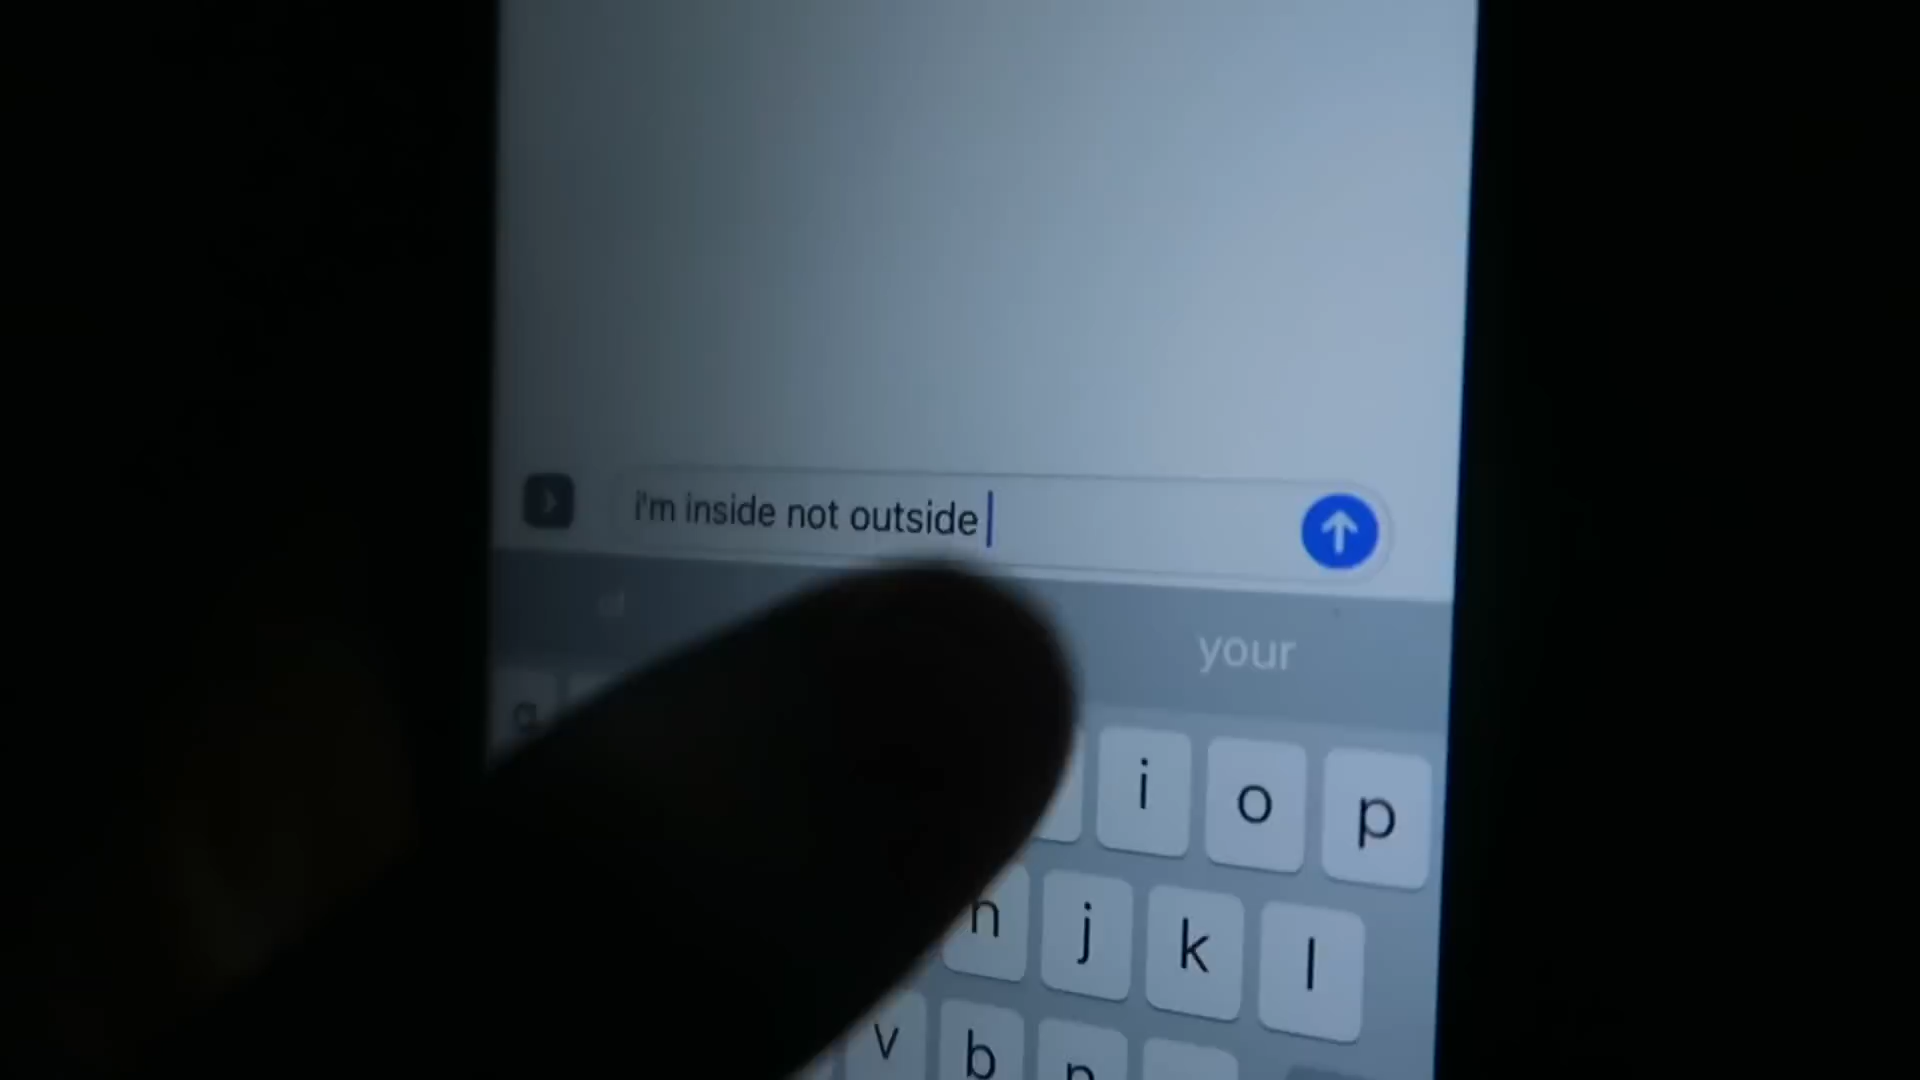 i'm inside not outside
your
i o p
j k l
v b n